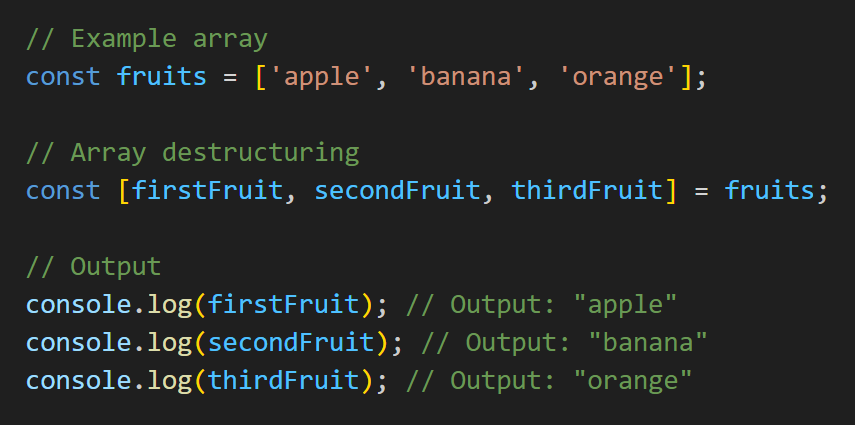 // Example array
const fruits = ['apple', 'banana', 'orange'];
// Array destructuring
const [firstFruit, secondFruit, thirdFruit] = fruits;
// Output
console.log(firstFruit); // Output: "apple"
console.log(secondFruit); // Output: "banana"
console.log(thirdFruit); // Output: "orange"